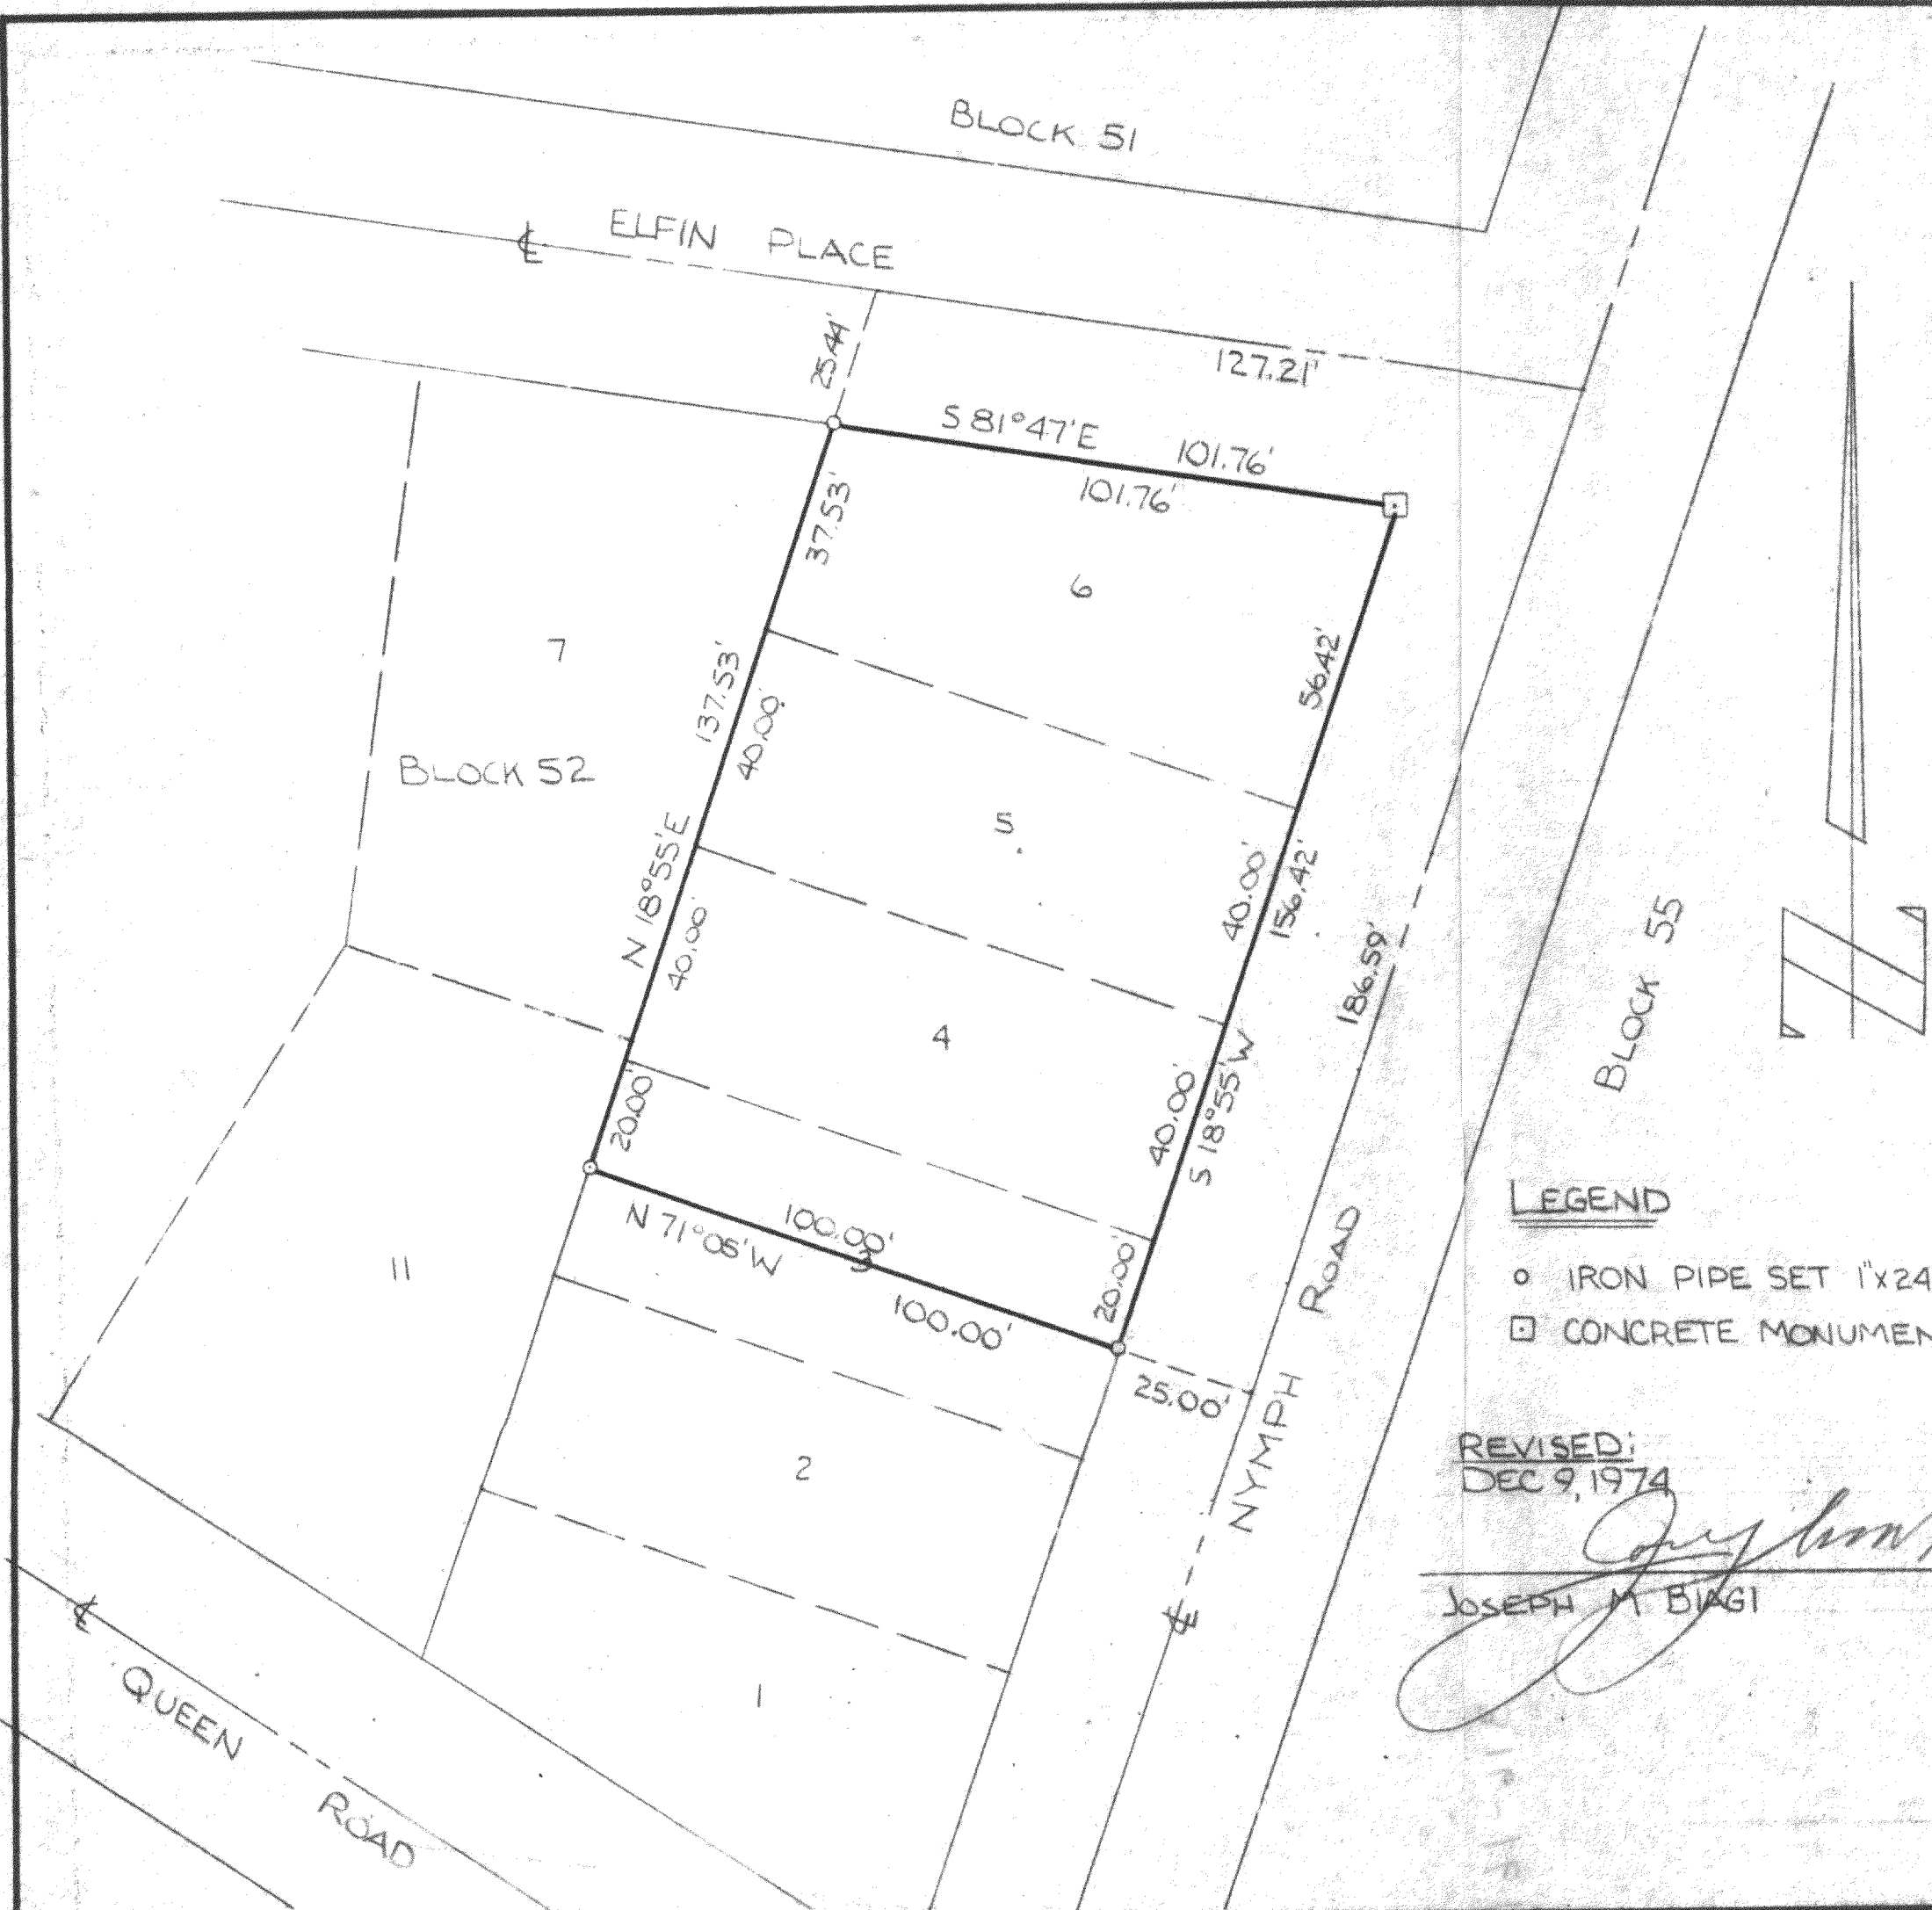 BLOCK 51
ELFIN PLACE
25.44'
127.21'
S 81°47'E 101.76'
101.76'
37.53'
6
56.42'
7
137.53'
40.00'
BLOCK 52
5
N 18°55'E
40.00'
40.00'
156.42'
186.59'
BLOCK 55
4
40.00'
S 18°55'W
20.00'
N 71°05'W
100.00'
3
100.00'
20.00'
25.00'
NYMPH ROAD
11
2
1
QUEEN ROAD
LEGEND
IRON PIPE SET 1"x24
CONCRETE MONUMEN
REVISED:
DEC 9, 1974
JOSEPH M BIAGI
N